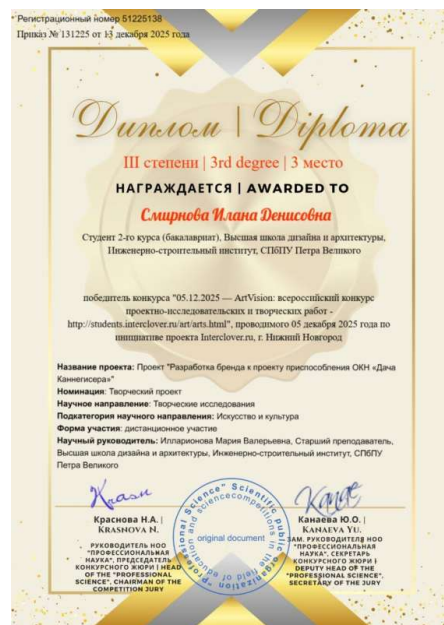 Регистрационный номер 51225138
Приказ № 131225 от 13 декабря 2025 года
Диплом | Diploma
III степени | 3rd degree | 3 место
НАГРАЖДАЕТСЯ | AWARDED TO
Смирнова Илана Денисовна
Студент 2-го курса (бакалавриат), Высшая школа дизайна и архитектуры,
Инженерно-строительный институт, СПбПУ Петра Великого
победитель конкурса "05.12.2025 — ArtVision: всероссийский конкурс
проектно-исследовательских и творческих работ -
http://students.interclover.ru/art/arts.html", проводимого 05 декабря 2025 года по
инициативе проекта Interclover.ru, г. Нижний Новгород
Название проекта: Проект "Разработка бренда к проекту приспособления ОКН «Дача
Каннегисера»"
Номинация: Творческий проект
Научное направление: Творческие исследования
Подкатегория научного направления: Искусство и культура
Форма участия: дистанционное участие
Научный руководитель: Илларионова Мария Валерьевна, Старший преподаватель,
Высшая школа дизайна и архитектуры, Инженерно-строительный институт, СПбПУ
Петра Великого
Краснова Н.А. |
KRASNOVA N.
РУКОВОДИТЕЛЬ НОО
"ПРОФЕССИОНАЛЬНАЯ
НАУКА", ПРЕДСЕДАТЕЛЬ
КОНКУРСНОГО ЖЮРИ | HEAD
OF THE "PROFESSIONAL
SCIENCE", CHAIRMAN OF THE
COMPETITION JURY
original document
Канаева Ю.О. |
KANAEVA YU.
ЗАМ. РУКОВОДИТЕЛЯ НОО
"ПРОФЕССИОНАЛЬНАЯ
НАУКА", СЕКРЕТАРЬ
КОНКУРСНОГО ЖЮРИ |
DEPUTY HEAD OF THE
"PROFESSIONAL SCIENCE",
SECRETARY OF THE JURY